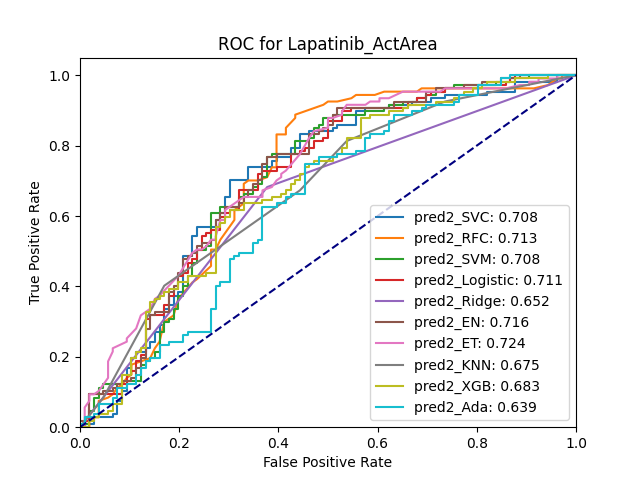 ROC for Lapatinib_ActArea
True Positive Rate
1.0
0.8
0.6
0.4
0.2
0.0
pred2_SVC: 0.708
pred2_RFC: 0.713
pred2_SVM: 0.708
pred2_Logistic: 0.711
pred2_Ridge: 0.652
pred2_EN: 0.716
pred2_ET: 0.724
pred2_KNN: 0.675
pred2_XGB: 0.683
pred2_Ada: 0.639
0.0 0.2 0.4 0.6 0.8 1.0
False Positive Rate